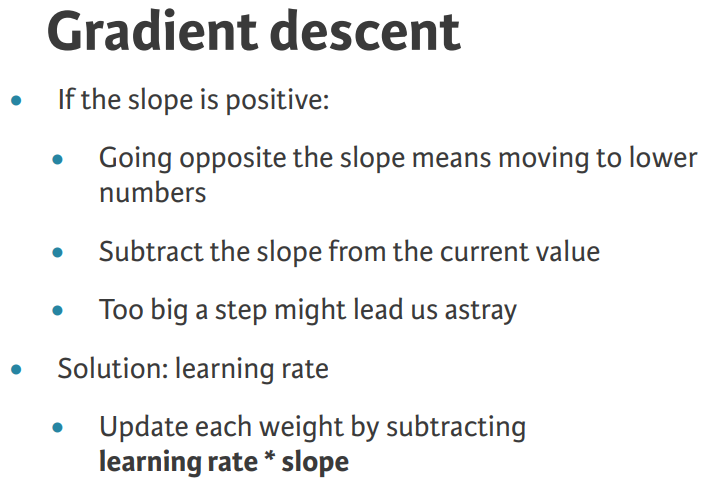 Gradient descent
• If the slope is positive:
• Going opposite the slope means moving to lower
numbers
• Subtract the slope from the current value
• Too big a step might lead us astray
• Solution: learning rate
• Update each weight by subtracting
learning rate * slope